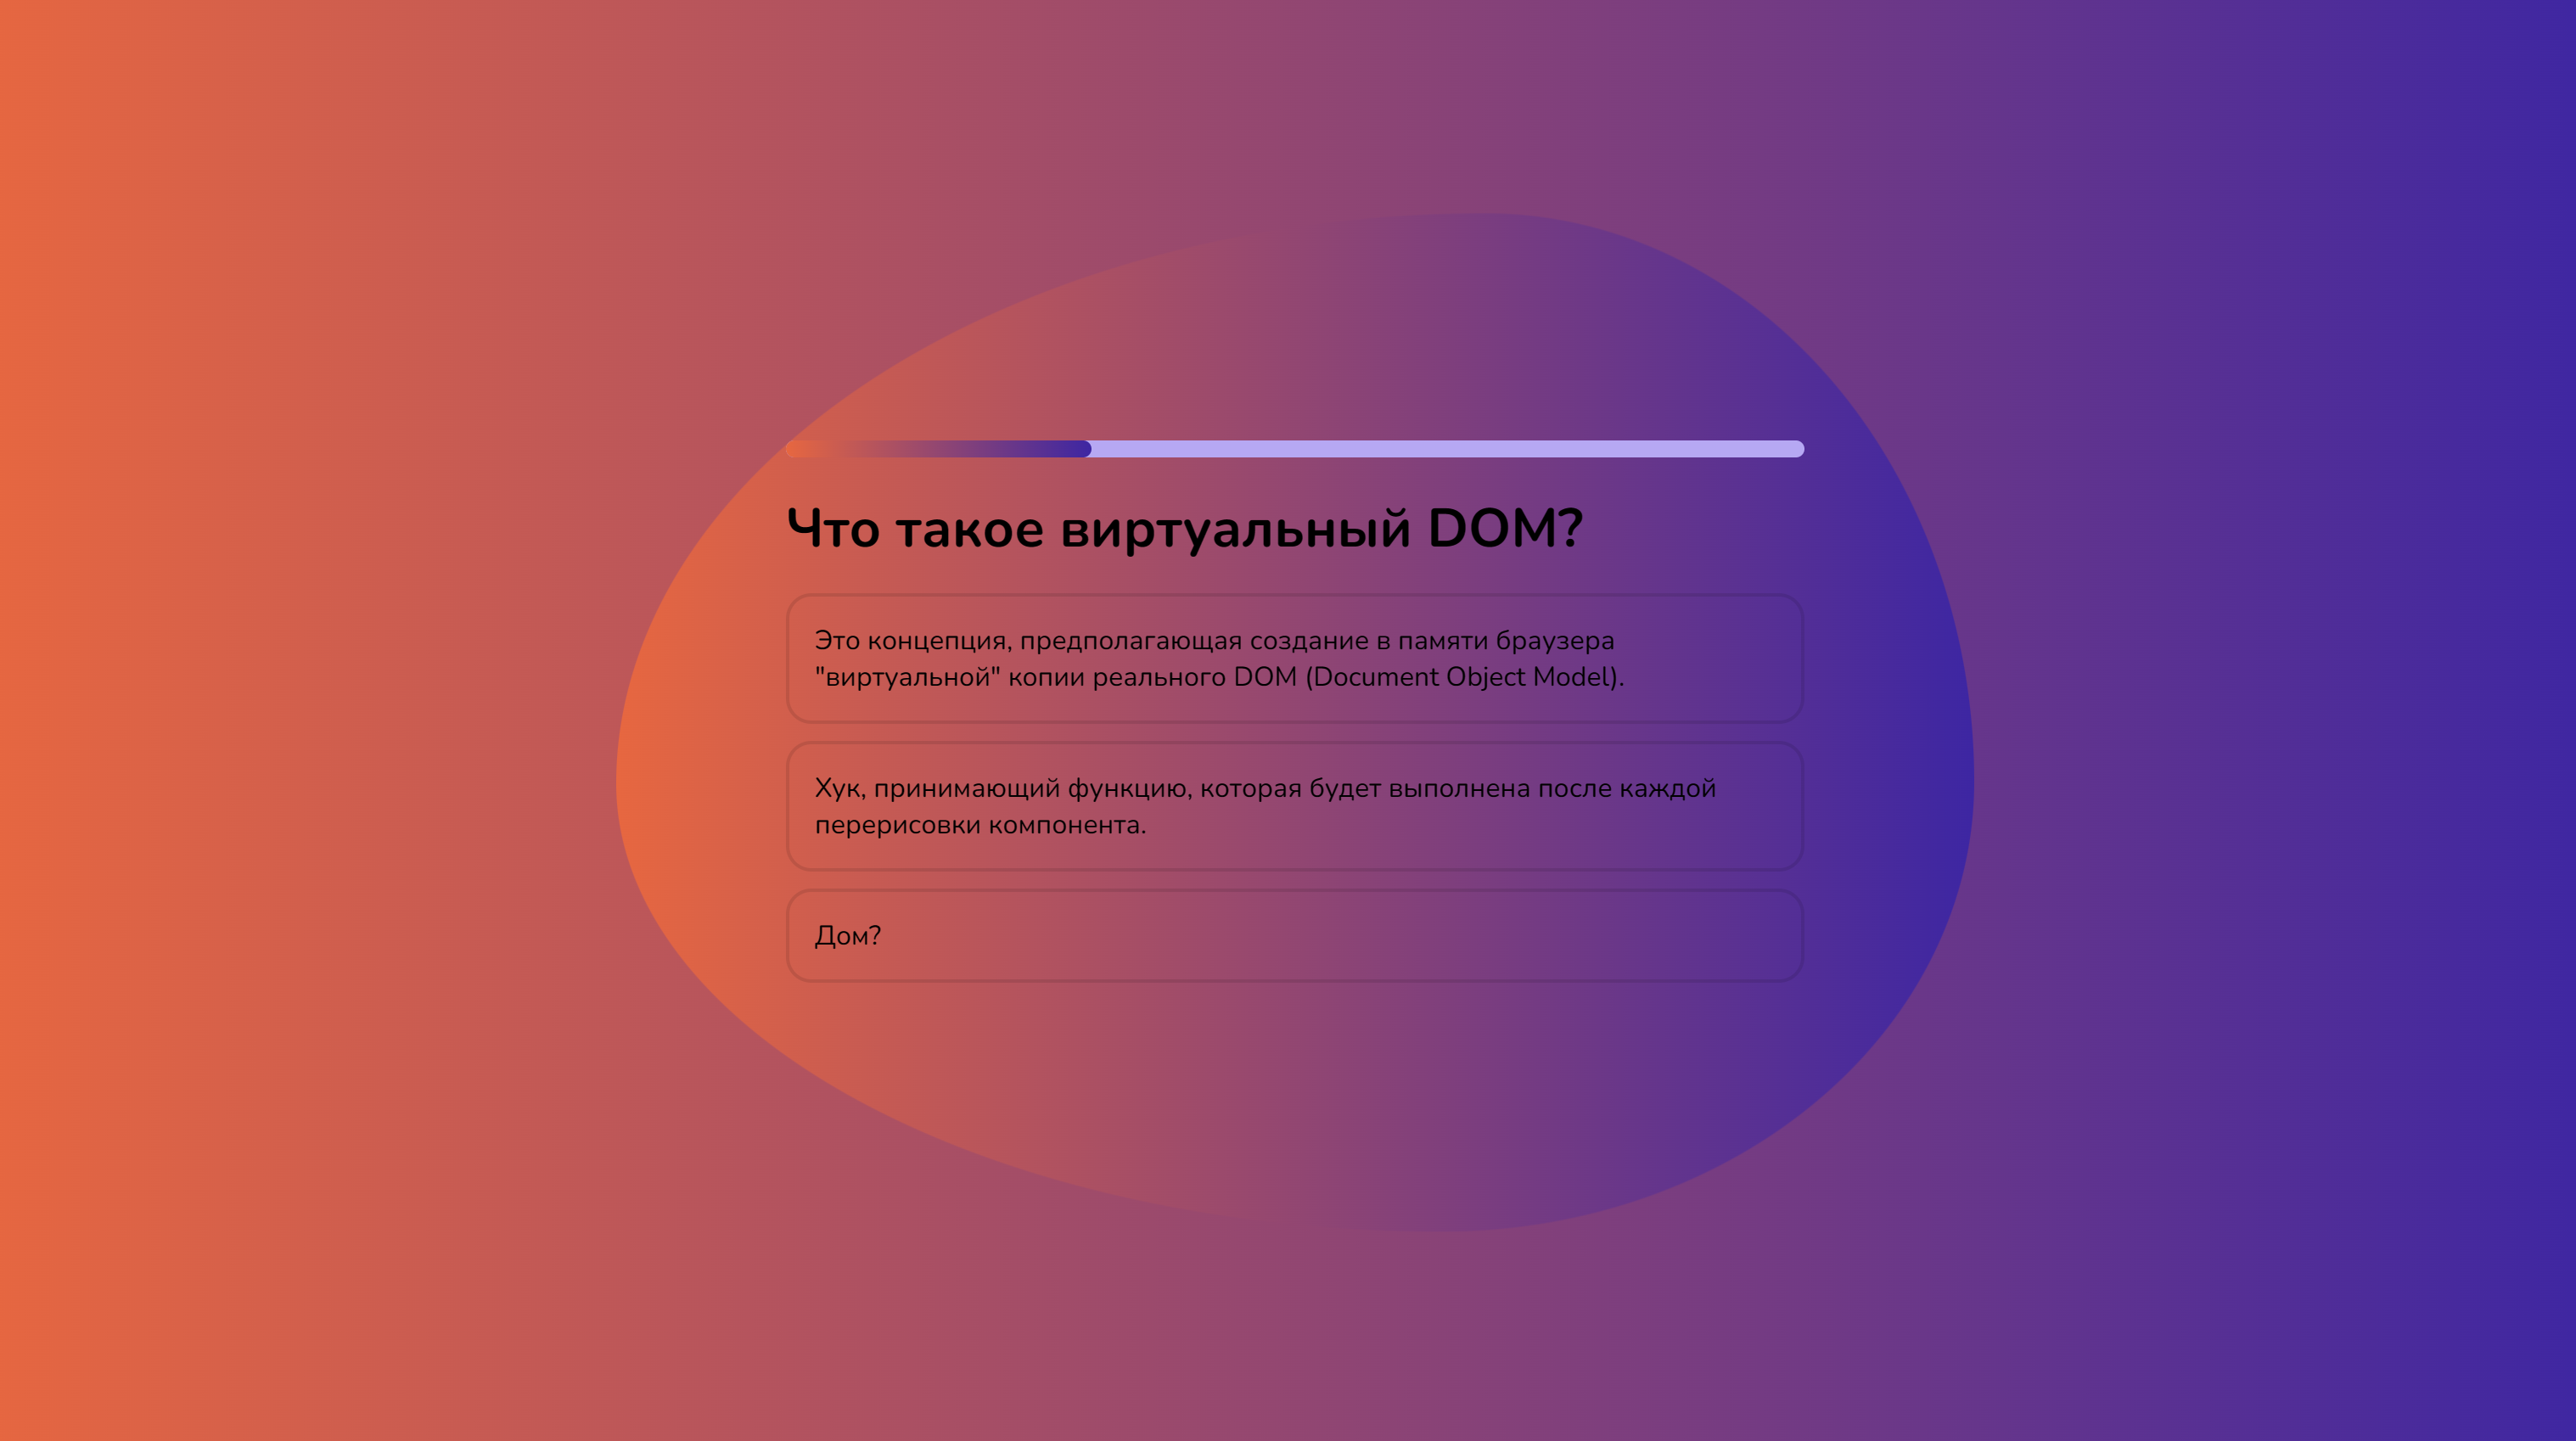 Что такое виртуальный DOM?
Это концепция, предполагающая создание в памяти браузера
"виртуальной" копии реального DOM (Document Object Model).
Хук, принимающий функцию, которая будет выполнена после каждой
перерисовки компонента.
Дом?